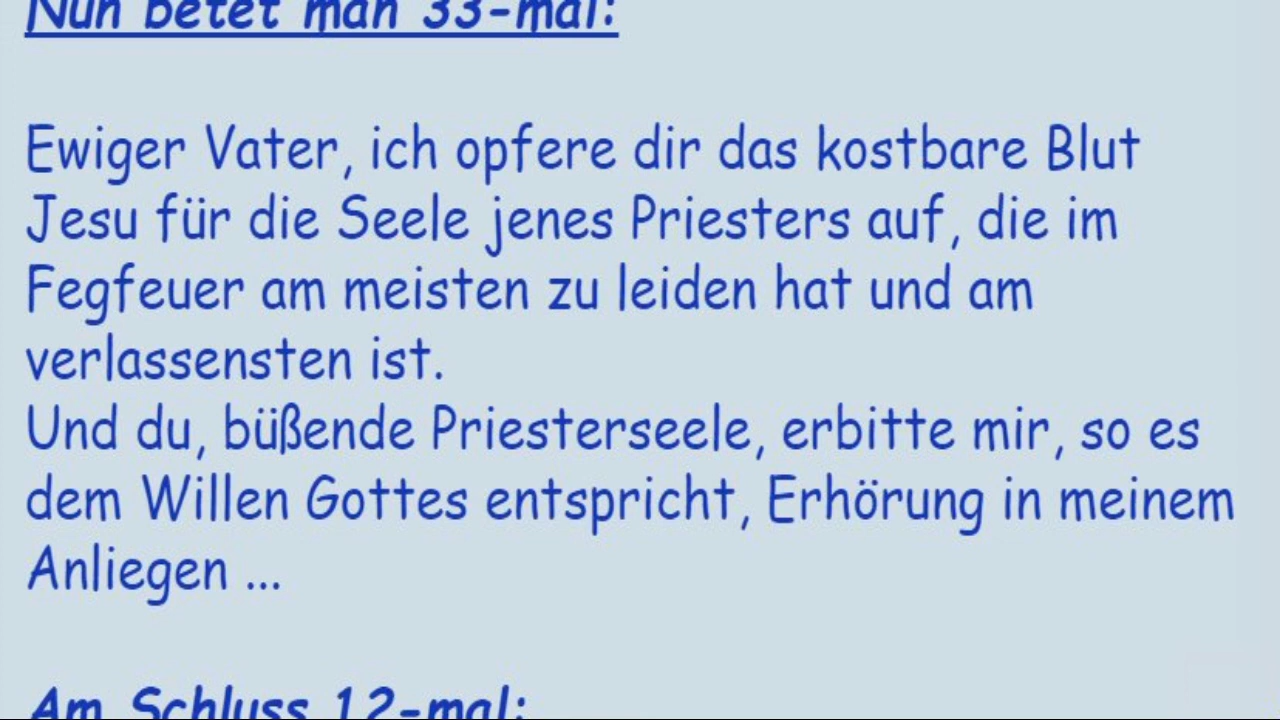 Nun betet man 33-mal:
Ewiger Vater, ich opfere dir das kostbare Blut
Jesu für die Seele jenes Priesters auf, die im
Fegfeuer am meisten zu leiden hat und am
verlassensten ist.
Und du, büßende Priesterseele, erbitte mir, so es
dem Willen Gottes entspricht, Erhörung in meinem
Anliegen ...
Am Schluss 12-mal: